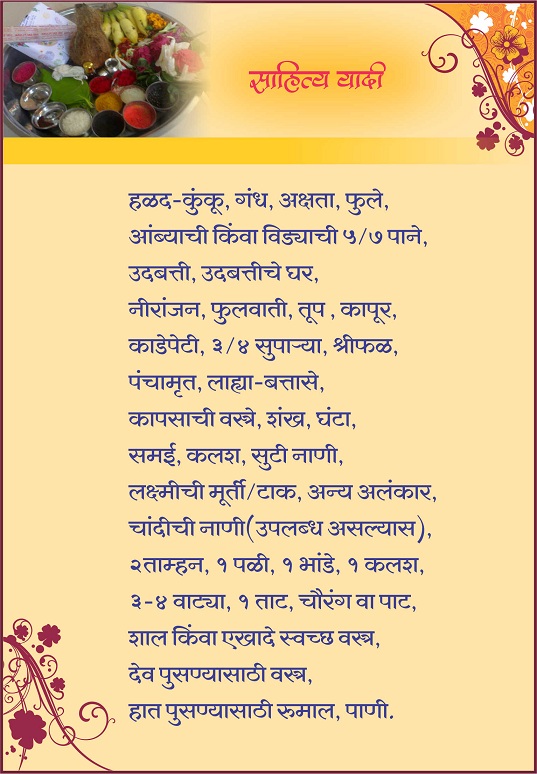 साहित्य यादी
हळद-कुंकू, गंध, अक्षता, फुले,
आंब्याची किंवा विड्याची ५/७ पाने,
उदबत्ती, उदबत्तीचे घर,
नीरांजन, फुलवाती, तूप , कापूर,
काडेपेटी, ३/४ सुपाऱ्या, श्रीफळ,
पंचामृत, लाह्या-बत्तासे,
कापसाची वस्त्रे, शंख, घंटा,
समई, कलश, सुटी नाणी,
लक्ष्मीची मूर्ती/टाक, अन्य अलंकार,
चांदीची नाणी(उपलब्ध असल्यास),
२ताम्हन, १ पळी, १ भांडे, १ कलश,
३-४ वाट्या, १ ताट, चौरंग वा पाट,
शाल किंवा एखादे स्वच्छ वस्त्र,
देव पुसण्यासाठी वस्त्र,
हात पुसण्यासाठी रुमाल, पाणी.